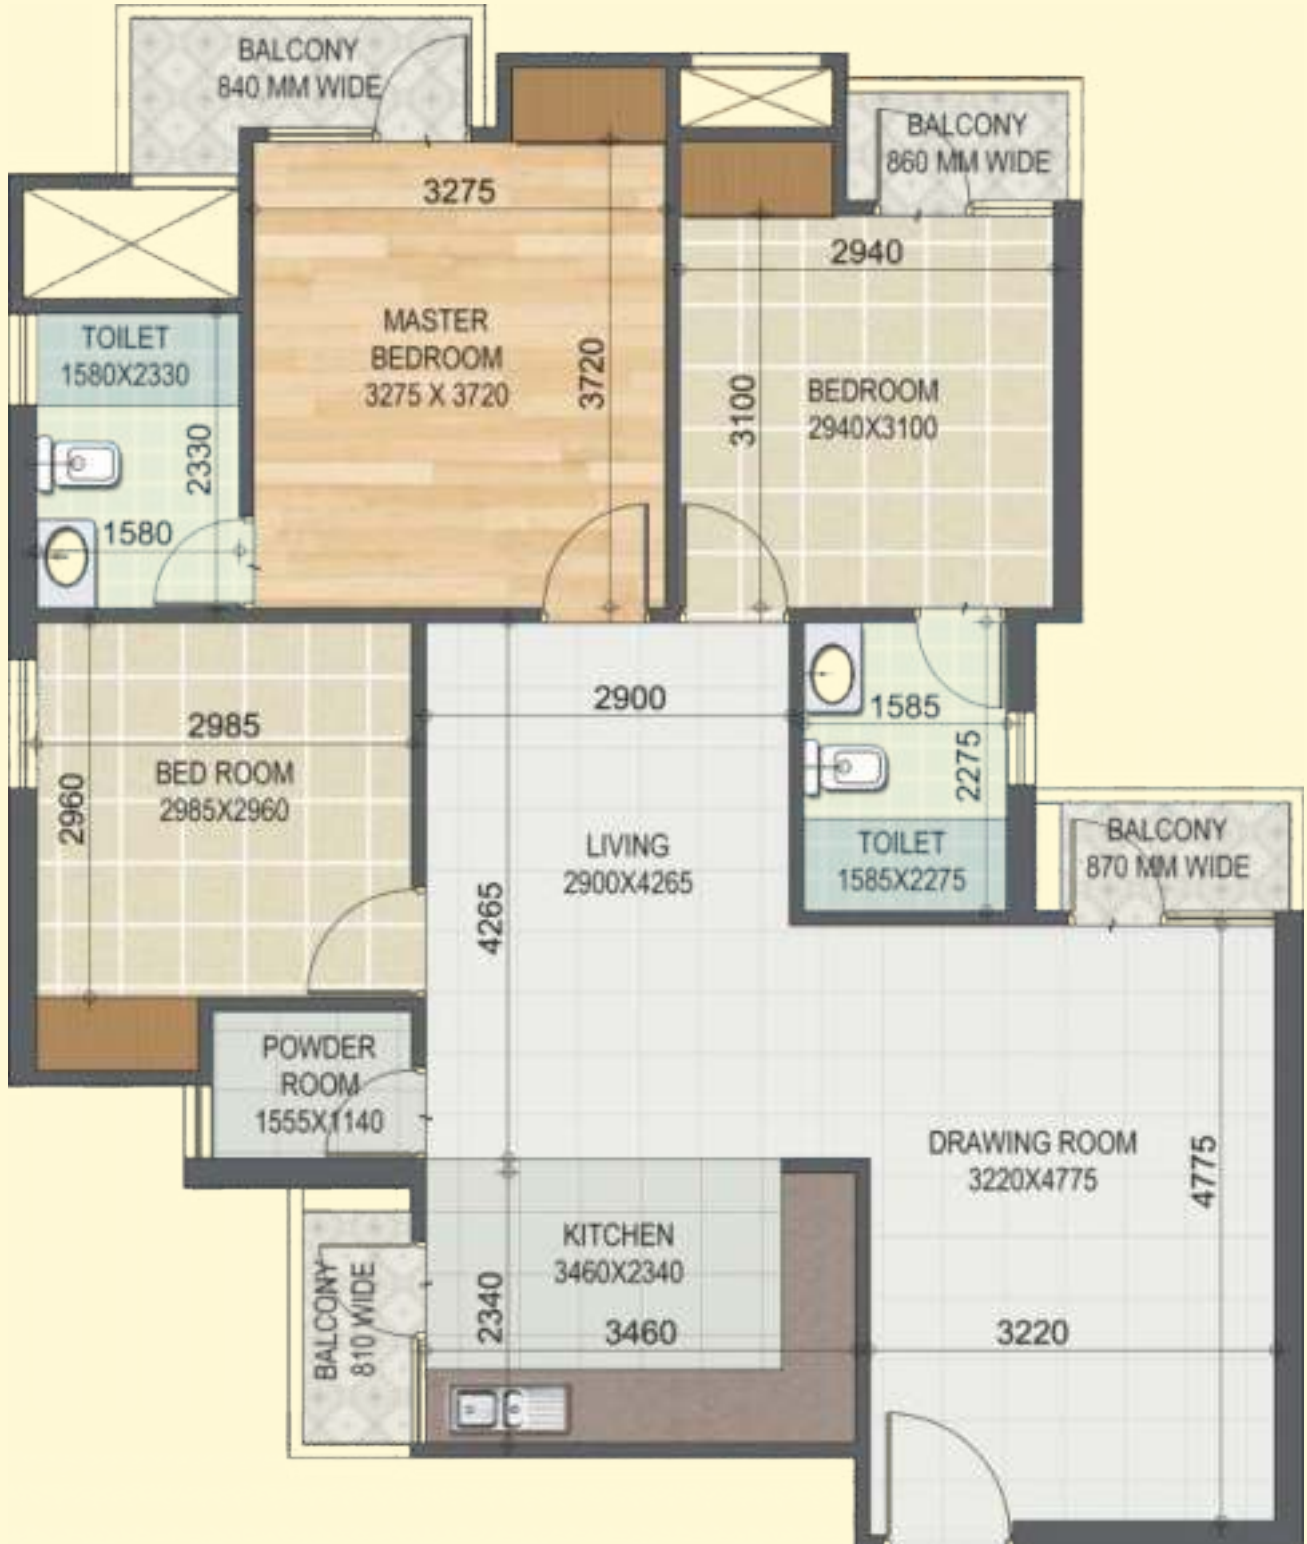 BALCONY
840 MM WIDE
BALCONY
860 MM WIDE
3275
2940
TOILET
1580X2330
MASTER
BEDROOM
3275 X 3720
3720
BEDROOM
2940X3100
3100
2330
1580
2985
BED ROOM
2985X2960
2960
2900
1585
2275
LIVING
2900X4265
TOILET
1585X2275
BALCONY
870 MM WIDE
4265
POWDER
ROOM
1555X1140
DRAWING ROOM
3220X4775
4775
KITCHEN
3460X2340
2340
3460
3220
BALCONY
810 WIDE